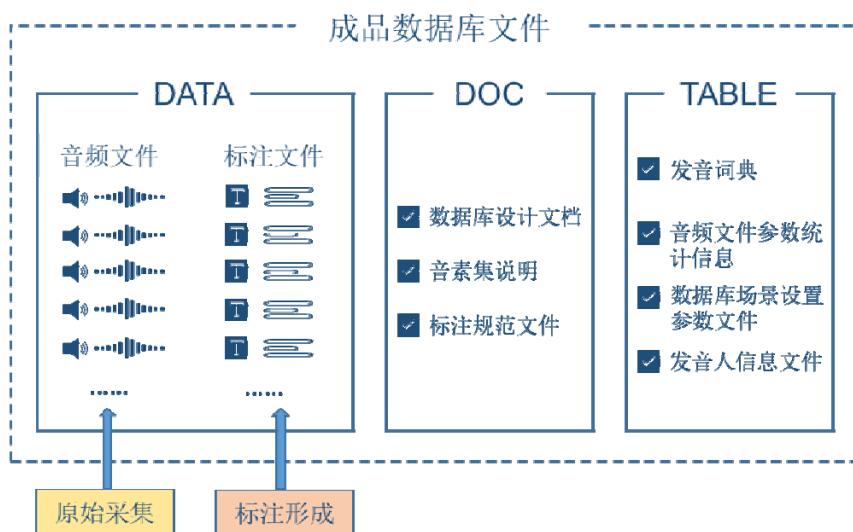 成品数据库文件
DATA
音频文件
标注文件
T
T
T
T
T
......
......
DOC
数据库设计文档
音素集说明
标注规范文件
TABLE
发音词典
音频文件参数统
计信息
数据库场景设置
参数文件
发音人信息文件
原始采集
标注形成